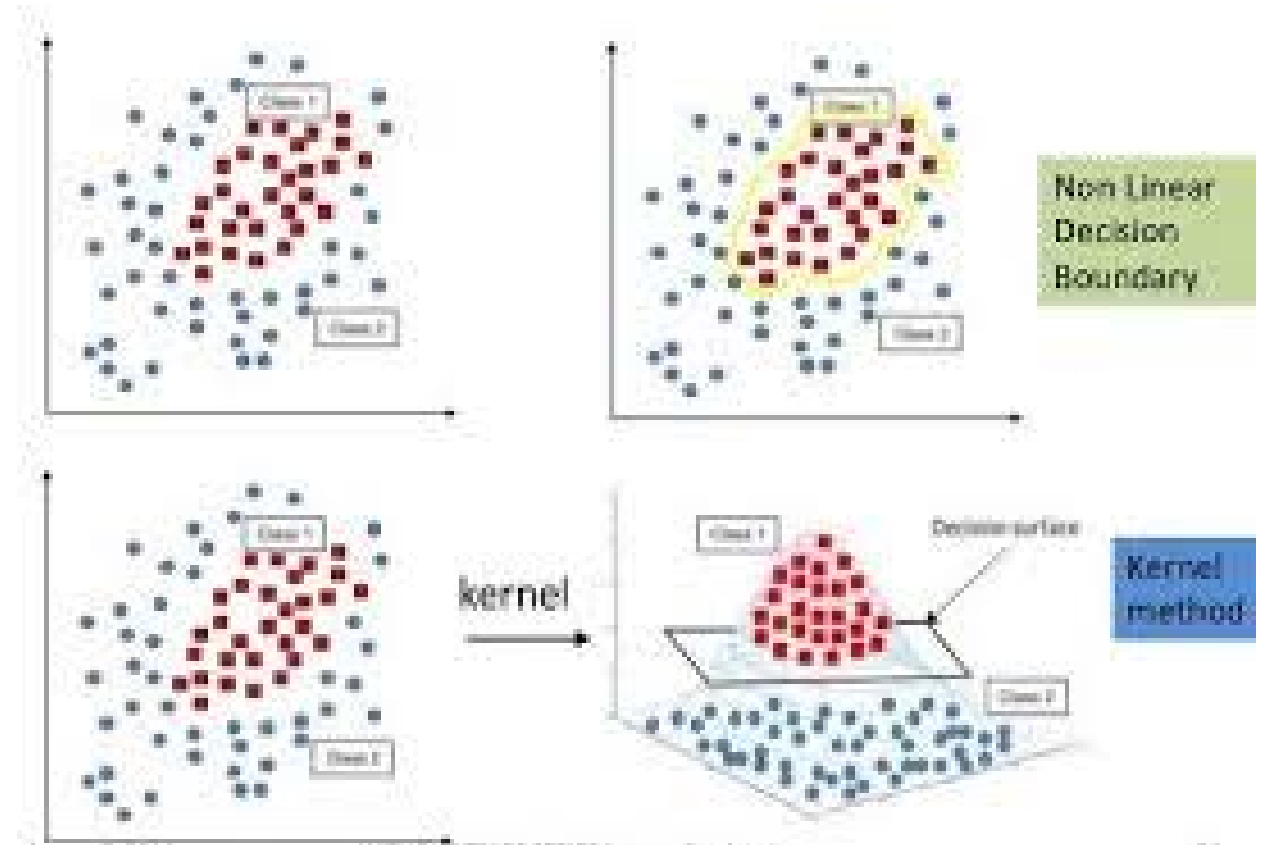 Class 1
Class 2
Class 1
Class 2
Non Linear
Decision
Boundary
Class 1
Class 2
kernel
Class 1
Decision surface
Class 2
Kernel
method